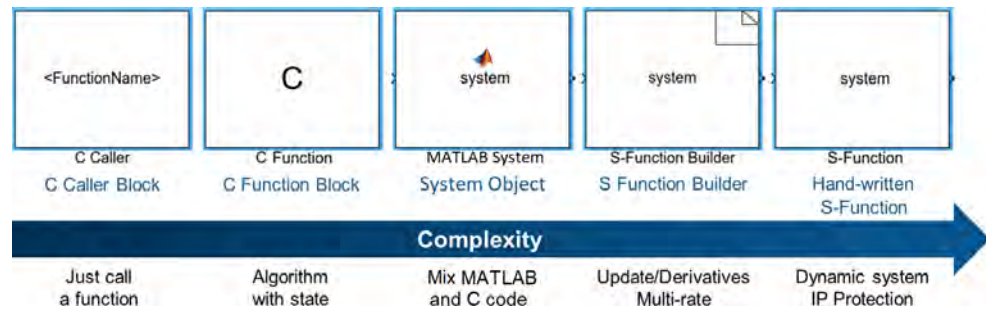 <FunctionName>
C
system
system
system
C Caller
C Function
MATLAB System
S-Function Builder
S-Function
C Caller Block
C Function Block
System Object
S Function Builder
Hand-written
S-Function
Complexity
Just call
a function
Algorithm
with state
Mix MATLAB
and C code
Update/Derivatives
Multi-rate
Dynamic system
IP Protection